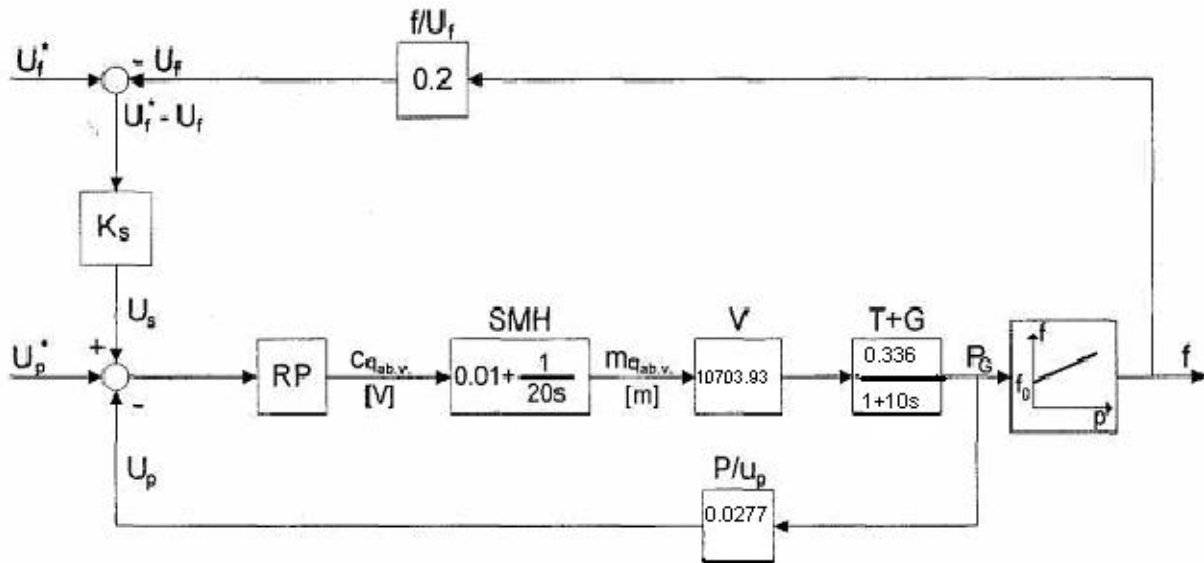 f/U_f
U_f^*
-
U_f
0.2
U_f^* - U_f
K_s
U_s
SMH
V
T+G
U_p^*
+
-
RP
cq_ab.v.
[V]
0.01+ 1/20s
mq_ab.v.
[m]
10703.93
0.336
1+10s
P_G
f
f_0
p
f
U_p
P/u_p
0.0277